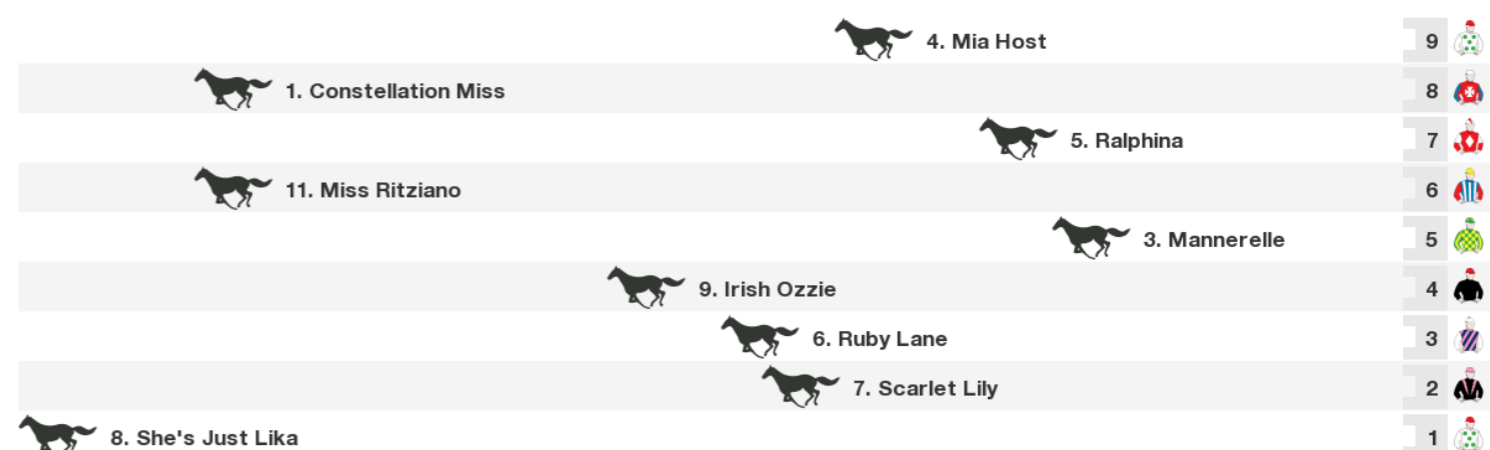 4. Mia Host 9
1. Constellation Miss 8
5. Ralphina 7
11. Miss Ritziano 6
3. Mannerelle 5
9. Irish Ozzie 4
6. Ruby Lane 3
7. Scarlet Lily 2
8. She's Just Lika 1